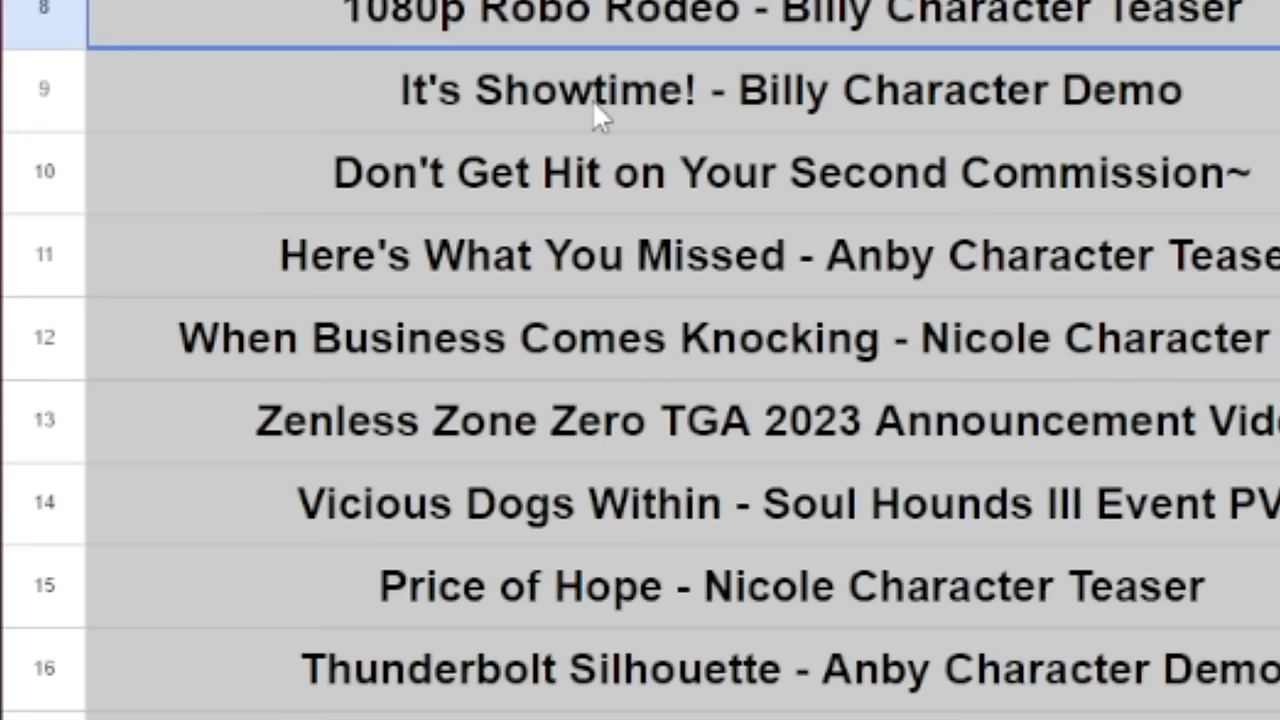 8 1080p Robo Rodeo - Billy Character Teaser
9 It's Showtime! - Billy Character Demo
10 Don't Get Hit on Your Second Commission~
11 Here's What You Missed - Anby Character Tease
12 When Business Comes Knocking - Nicole Character
13 Zenless Zone Zero TGA 2023 Announcement Vid
14 Vicious Dogs Within - Soul Hounds III Event PV
15 Price of Hope - Nicole Character Teaser
16 Thunderbolt Silhouette - Anby Character Demo